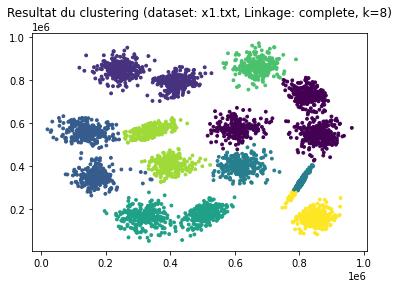 Resultat du clustering (dataset: x1.txt, Linkage: complete, k=8)
1e6
1.0
0.8
0.6
0.4
0.2
0.0 0.2 0.4 0.6 0.8 1.0
1e6